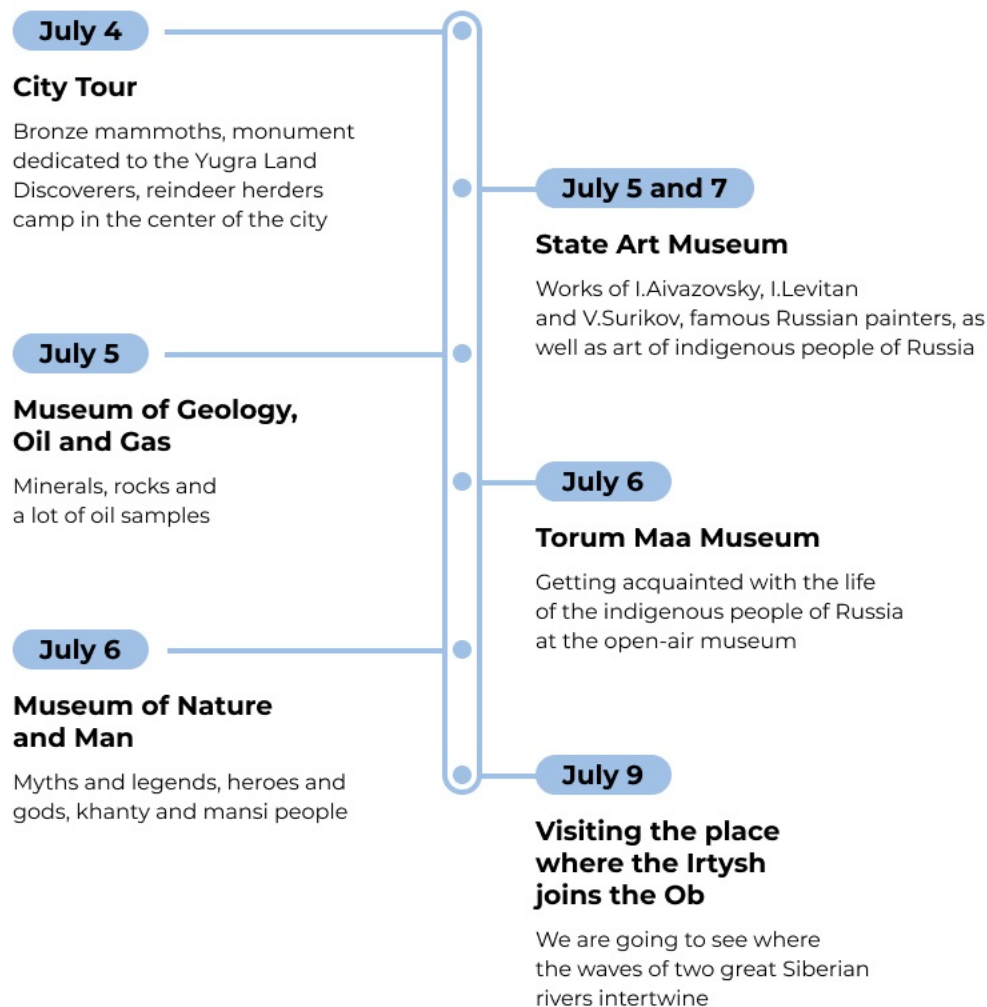 July 4
City Tour
Bronze mammoths, monument
dedicated to the Yugra Land
Discoverers, reindeer herders
camp in the center of the city
July 5 and 7
State Art Museum
Works of I.Aivazovsky, I.Levitan
and V.Surikov, famous Russian painters, as
well as art of indigenous people of Russia
July 5
Museum of Geology,
Oil and Gas
Minerals, rocks and
a lot of oil samples
July 6
Torum Maa Museum
Getting acquainted with the life
of the indigenous people of Russia
at the open-air museum
July 6
Museum of Nature
and Man
Myths and legends, heroes and
gods, khanty and mansi people
July 9
Visiting the place
where the Irtysh
joins the Ob
We are going to see where
the waves of two great Siberian
rivers intertwine